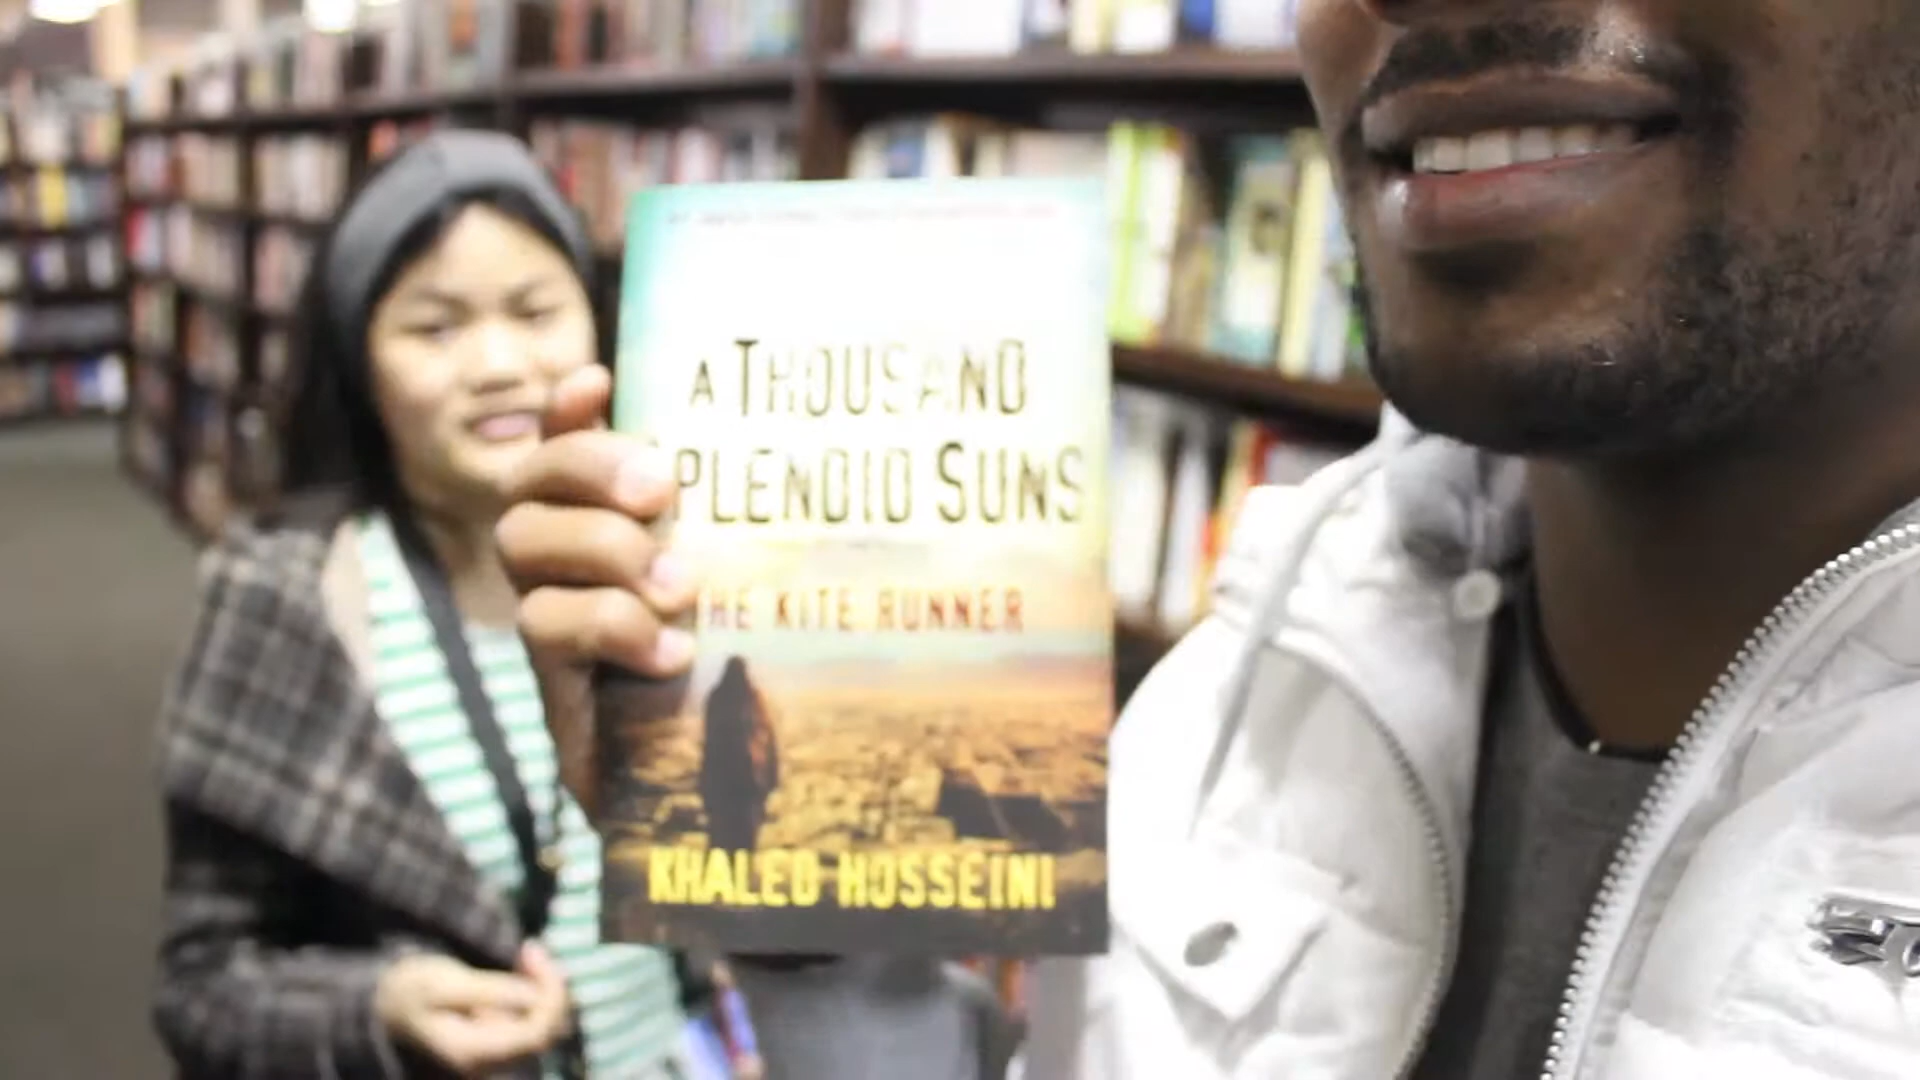 A THOUSAND
SPLENDID SUNS
THE KITE RUNNER
KHALED HOSSEINI